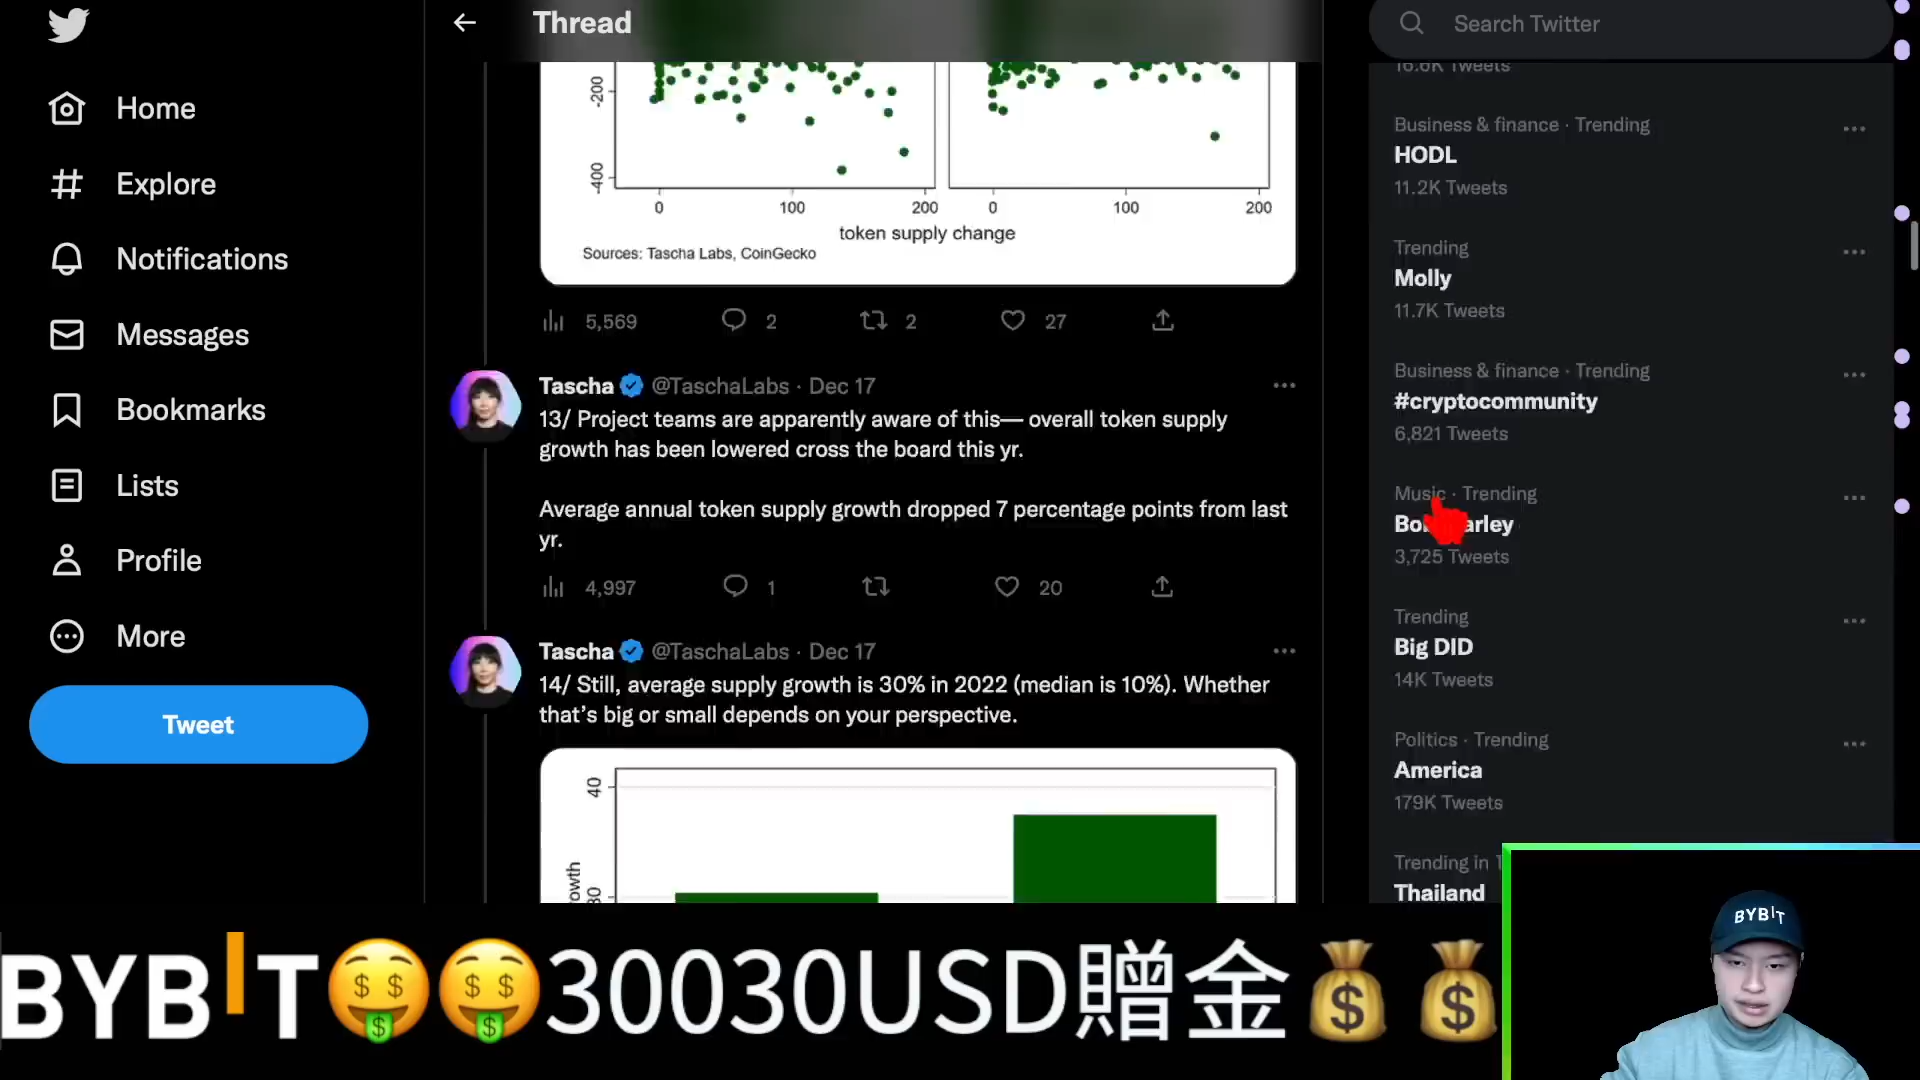 Home
Explore
Notifications
Messages
Bookmarks
Lists
Profile
More
Tweet
Thread
-200
-400
0 100 200 0 100 200
token supply change
Sources: Tascha Labs, CoinGecko
5,569 2 2 27
Tascha @TaschaLabs · Dec 17
13/ Project teams are apparently aware of this— overall token supply
growth has been lowered cross the board this yr.
Average annual token supply growth dropped 7 percentage points from last
yr.
4,997 1 20
Tascha @TaschaLabs · Dec 17
14/ Still, average supply growth is 30% in 2022 (median is 10%). Whether
that's big or small depends on your perspective.
40
Search Twitter
16.6K Tweets
Business & finance · Trending
HODL
11.2K Tweets
Trending
Molly
11.7K Tweets
Business & finance · Trending
#cryptocommunity
6,821 Tweets
Music · Trending
3,725 Tweets
Trending
Big DID
14K Tweets
Politics · Trending
America
179K Tweets
Trending in
Thailand
BYBIT🤑🤑30030USD贈金💰💰
BYBIT